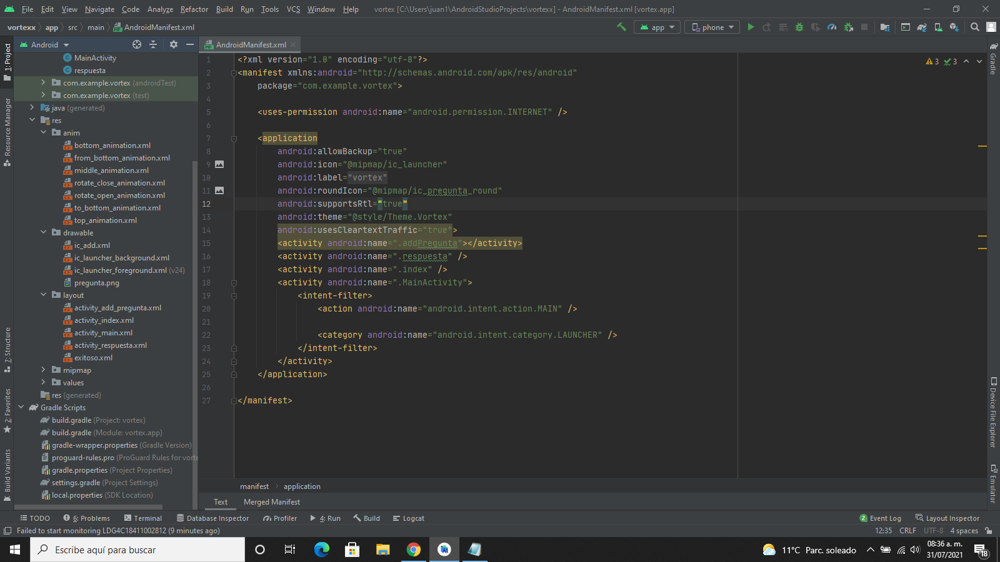 File Edit View Navigate Code Analyze Refactor Build Run Tools VCS Window Help vortex [C:\Users\juan1\AndroidStudioProjects\vortexx] - AndroidManifest.xml [vortex.app]
vortexx app src main AndroidManifest.xml app phone
Android
AndroidManifest.xml
1: Project
Resource Manager
7: Structure
2: Favorites
Build Variants
MainActivity
respuesta
com.example.vortex (androidTest)
com.example.vortex (test)
java (generated)
res
anim
bottom_animation.xml
from_bottom_animation.xml
middle_animation.xml
rotate_close_animation.xml
rotate_open_animation.xml
to_bottom_animation.xml
top_animation.xml
drawable
ic_add.xml
ic_launcher_background.xml
ic_launcher_foreground.xml (v24)
pregunta.png
layout
activity_add_pregunta.xml
activity_index.xml
activity_main.xml
activity_respuesta.xml
exitoso.xml
mipmap
values
res (generated)
Gradle Scripts
build.gradle (Project: vortex)
build.gradle (Module: vortex.app)
gradle-wrapper.properties (Gradle Version)
proguard-rules.pro (ProGuard Rules for vorte
gradle.properties (Project Properties)
settings.gradle (Project Settings)
local.properties (SDK Location)
1 <?xml version="1.0" encoding="utf-8"?>
2 <manifest xmlns:android="http://schemas.android.com/apk/res/android"
3 package="com.example.vortex">
4
5 <uses-permission android:name="android.permission.INTERNET" />
6
7 <application
8 android:allowBackup="true"
9 android:icon="@mipmap/ic_launcher"
10 android:label="vortex"
11 android:roundIcon="@mipmap/ic_pregunta_round"
12 android:supportsRtl="true"
13 android:theme="@style/Theme.Vortex"
14 android:usesCleartextTraffic="true">
15 <activity android:name=".addPregunta"></activity>
16 <activity android:name=".respuesta" />
17 <activity android:name=".index" />
18 <activity android:name=".MainActivity">
19 <intent-filter>
20 <action android:name="android.intent.action.MAIN" />
21
22 <category android:name="android.intent.category.LAUNCHER" />
23 </intent-filter>
24 </activity>
25 </application>
26
27 </manifest>
3 3
Gradle
Device File Explorer
Emulator
manifest application
Text Merged Manifest
TODO 6: Problems Terminal Database Inspector Profiler 4: Run Build Logcat 2 Event Log Layout Inspector
Failed to start monitoring LDG4C18411002812 (9 minutes ago) 12:35 CRLF UTF-8 4 spaces
Escribe aquí para buscar 11°C Parc. soleado 08:36 a. m.
31/07/2021 18